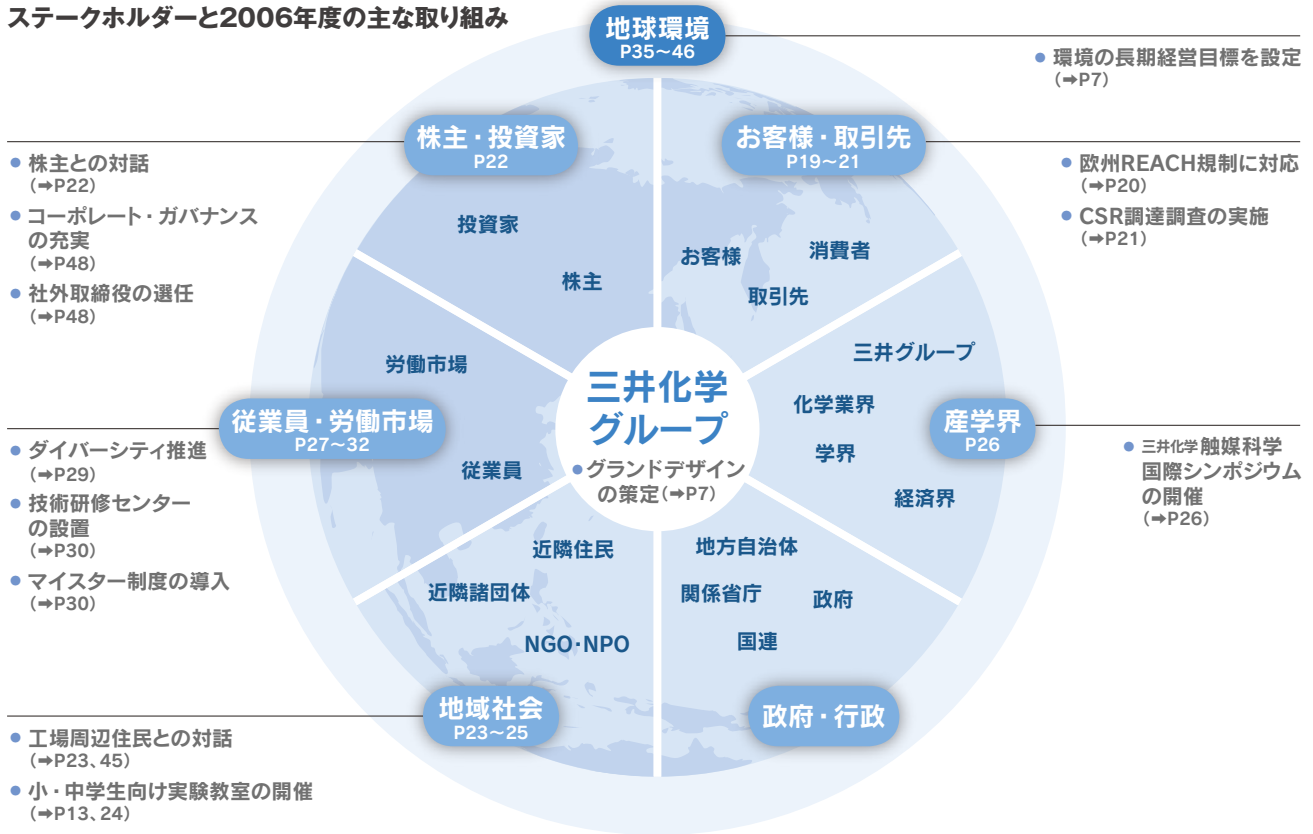 ステークホルダーと2006年度の主な取り組み
地球環境
P35~46
● 環境の長期経営目標を設定
(➡P7)
株主・投資家
P22
● 株主との対話
(➡P22)
● コーポレート・ガバナンス
の充実
(➡P48)
● 社外取締役の選任
(➡P48)
投資家
株主
お客様・取引先
P19~21
● 欧州REACH規制に対応
(➡P20)
● CSR調達調査の実施
(➡P21)
お客様
消費者
取引先
従業員・労働市場
P27~32
● ダイバーシティ推進
(➡P29)
● 技術研修センター
の設置
(➡P30)
● マイスター制度の導入
(➡P30)
労働市場
従業員
三井化学
グループ
●グランドデザイン
の策定(➡P7)
産学界
P26
● 三井化学触媒科学
国際シンポジウム
の開催
(➡P26)
三井グループ
化学業界
学界
経済界
地域社会
P23~25
● 工場周辺住民との対話
(➡P23、45)
● 小・中学生向け実験教室の開催
(➡P13、24)
近隣住民
近隣諸団体
NGO・NPO
政府・行政
地方自治体
関係省庁
政府
国連